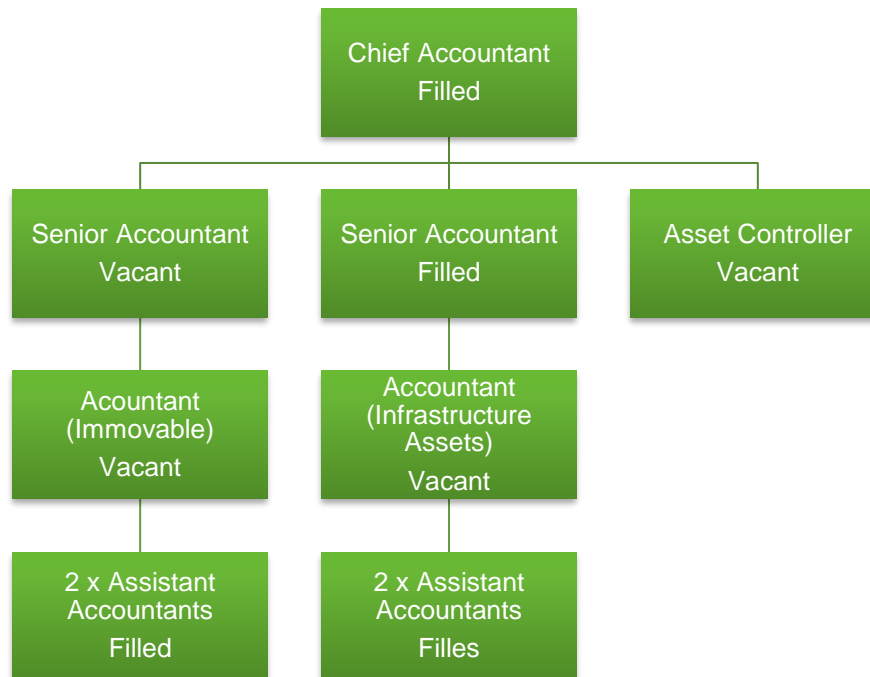 Chief Accountant
Filled
Senior Accountant
Vacant
Senior Accountant
Filled
Asset Controller
Vacant
Acountant
(Immovable)
Vacant
Accountant
(Infrastructure
Assets)
Vacant
2 x Assistant
Accountants
Filled
2 x Assistant
Accountants
Filles